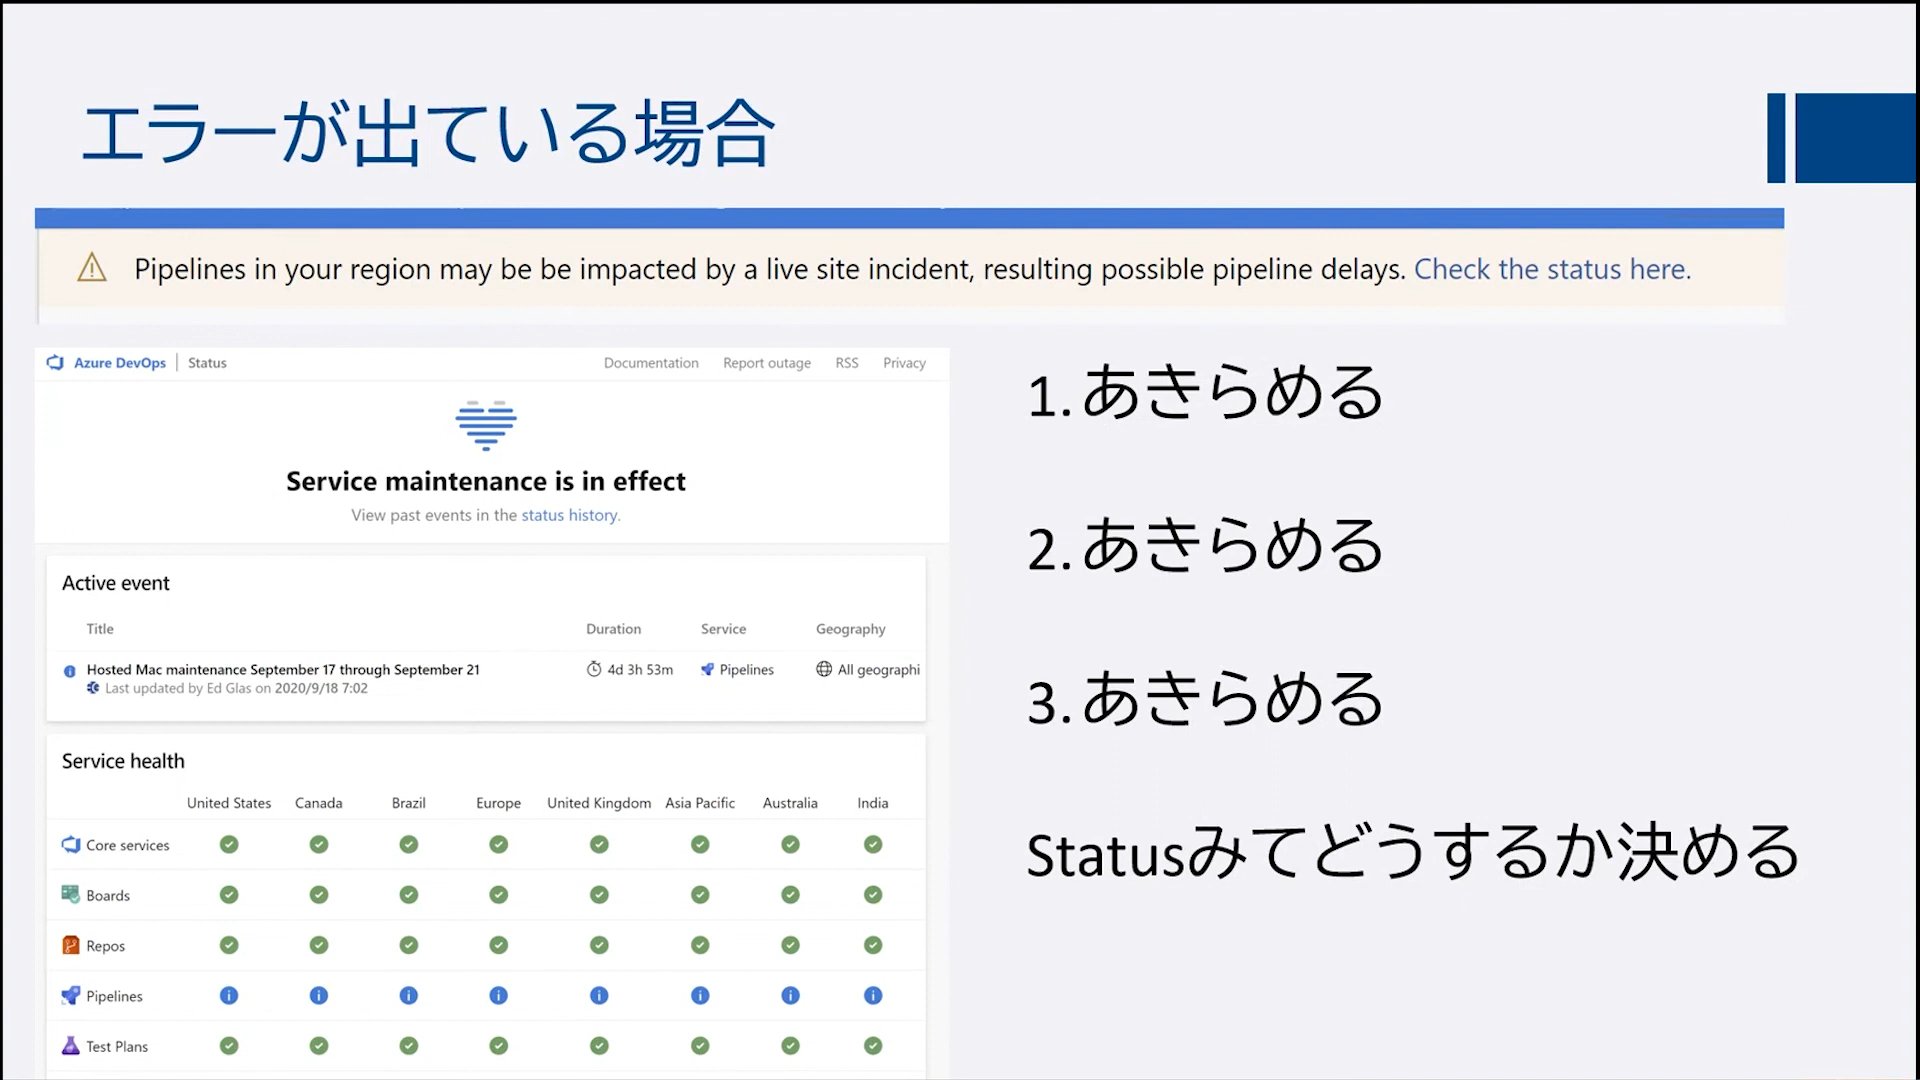 エラーが出ている場合
Pipelines in your region may be be impacted by a live site incident, resulting possible pipeline delays. Check the status here.
Azure DevOps | Status Documentation Report outage RSS Privacy
Service maintenance is in effect
View past events in the status history.
Active event
Title Duration Service Geography
Hosted Mac maintenance September 17 through September 21 4d 3h 53m Pipelines All geographi
Last updated by Ed Glas on 2020/9/18 7:02
Service health
United States Canada Brazil Europe United Kingdom Asia Pacific Australia India
Core services
Boards
Repos
Pipelines
Test Plans
1. あきらめる
2. あきらめる
3. あきらめる
Statusみてどうするか決める